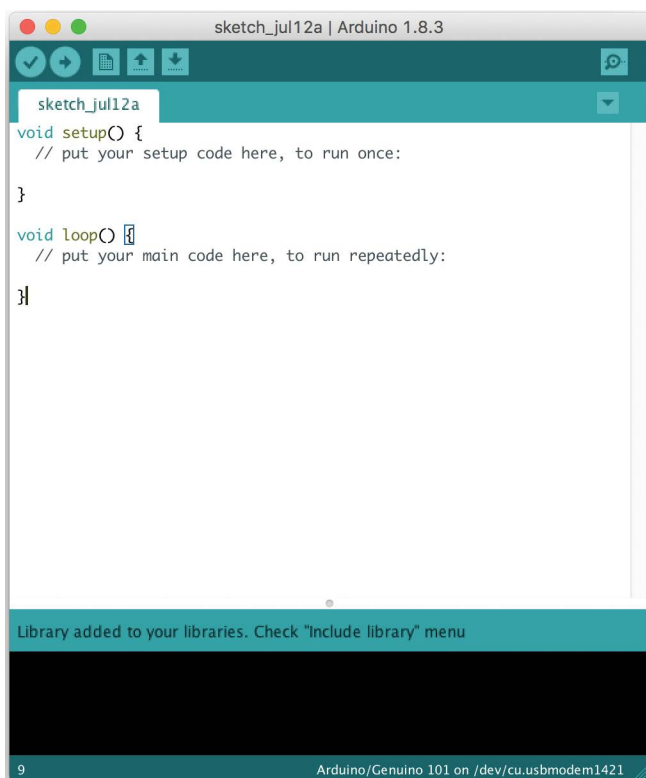 sketch_jul12a | Arduino 1.8.3
sketch_jul12a
void setup() {
  // put your setup code here, to run once:
}
void loop() {
  // put your main code here, to run repeatedly:
}
Library added to your libraries. Check "Include library" menu
9 Arduino/Genuino 101 on /dev/cu.usbmodem1421